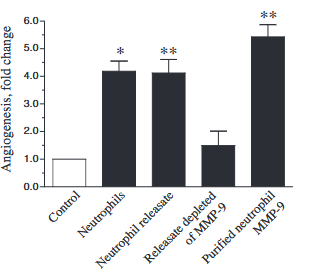 Angiogenesis, fold change
6.0
5.0
4.0
3.0
2.0
1.0
0.0
*
**
**
Control
Neutrophils
Neutrophil releasate
Releasate depleted
of MMP-9
Purified neutrophil
MMP-9